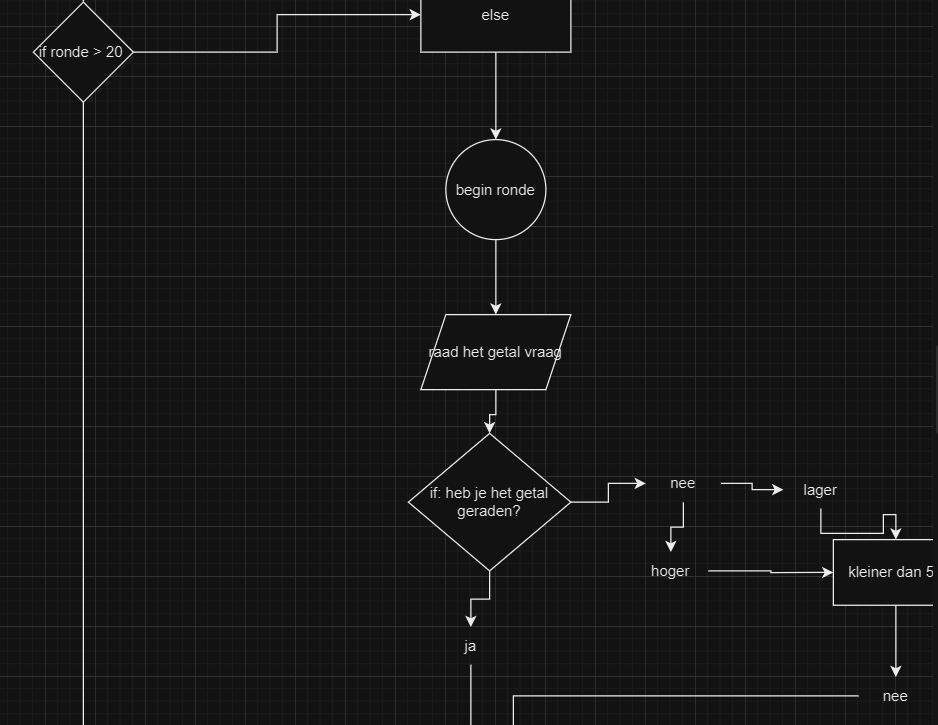 else
if ronde > 20
begin ronde
raad het getal vraag
if: heb je het getal
geraden?
nee
lager
hoger
kleiner dan 5
ja
nee